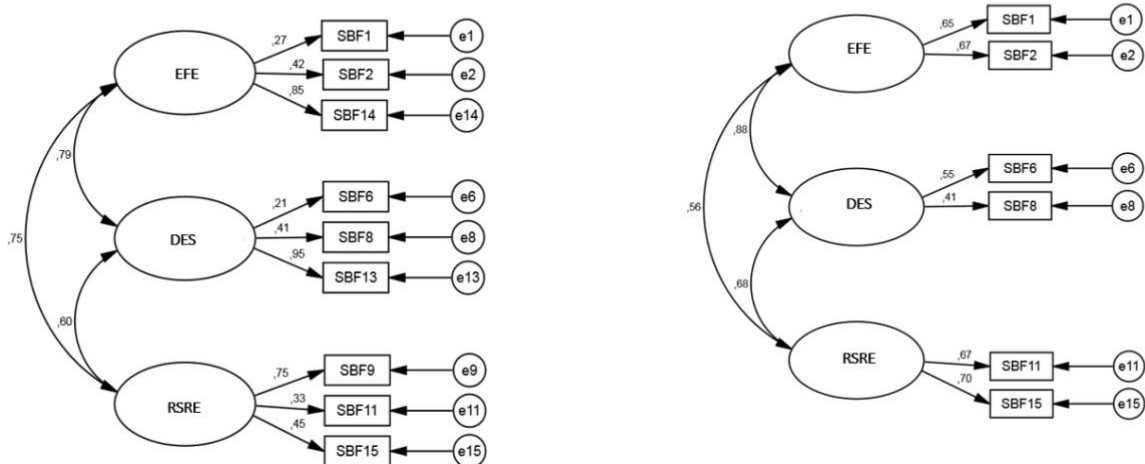 ,27
SBF1
e1
EFE
,42
SBF2
e2
,85
SBF14
e14
,79
,21
SBF6
e6
DES
,41
SBF8
e8
,95
SBF13
e13
,75
,60
,75
SBF9
e9
RSRE
,33
SBF11
e11
,45
SBF15
e15
,65
SBF1
e1
EFE
,67
SBF2
e2
,88
,55
SBF6
e6
DES
,41
SBF8
e8
,56
,68
,67
SBF11
e11
RSRE
,70
SBF15
e15